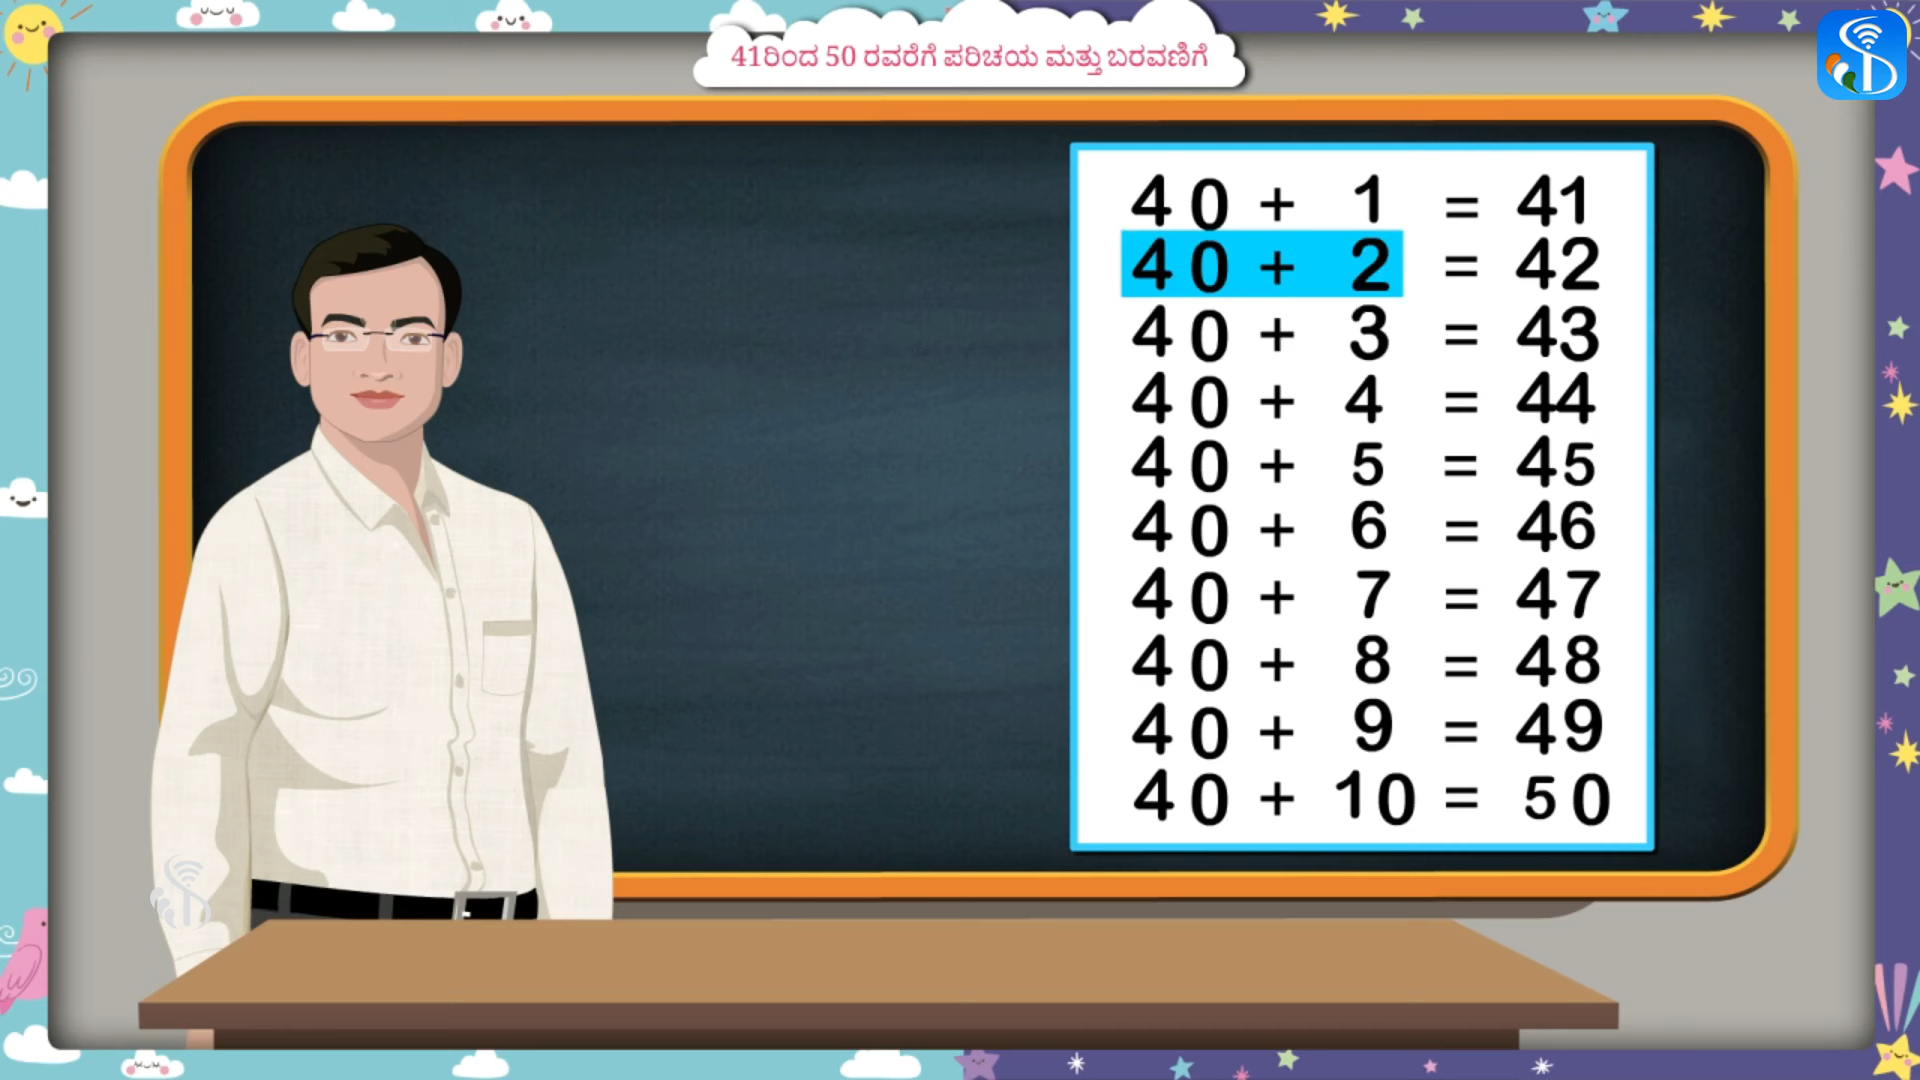 41ರಿಂದ 50 ರವರೆಗೆ ಪರಿಚಯ ಮತ್ತು ಬರವಣಿಗೆ
40 + 1 = 41
40 + 2 = 42
40 + 3 = 43
40 + 4 = 44
40 + 5 = 45
40 + 6 = 46
40 + 7 = 47
40 + 8 = 48
40 + 9 = 49
40 + 10 = 50